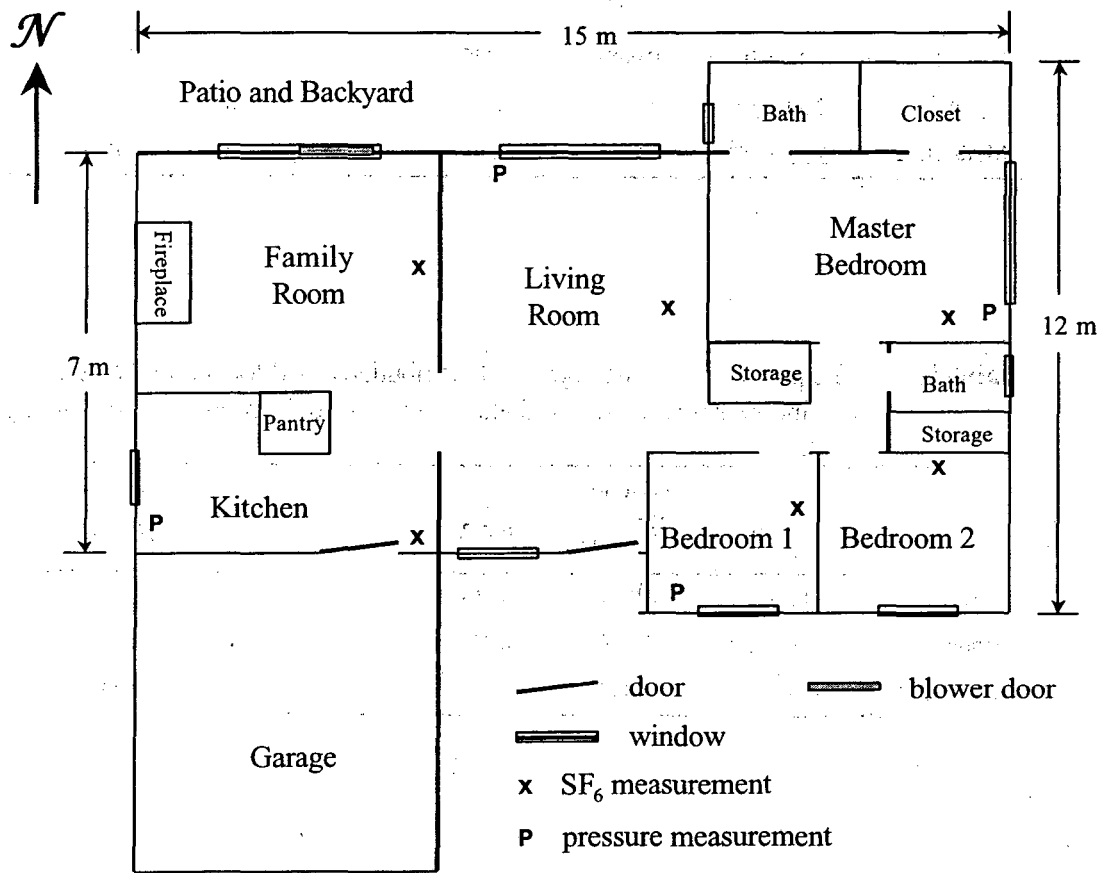 N
15 m
Patio and Backyard
Bath
Closet
P
Fireplace
Family
Room
x
Living
Room
x
Master
Bedroom
x
P
12 m
7 m
Storage
Bath
Pantry
Storage
x
Kitchen
P
x
Bedroom 1
x
P
Bedroom 2
Garage
door
blower door
window
x SF₆ measurement
P pressure measurement